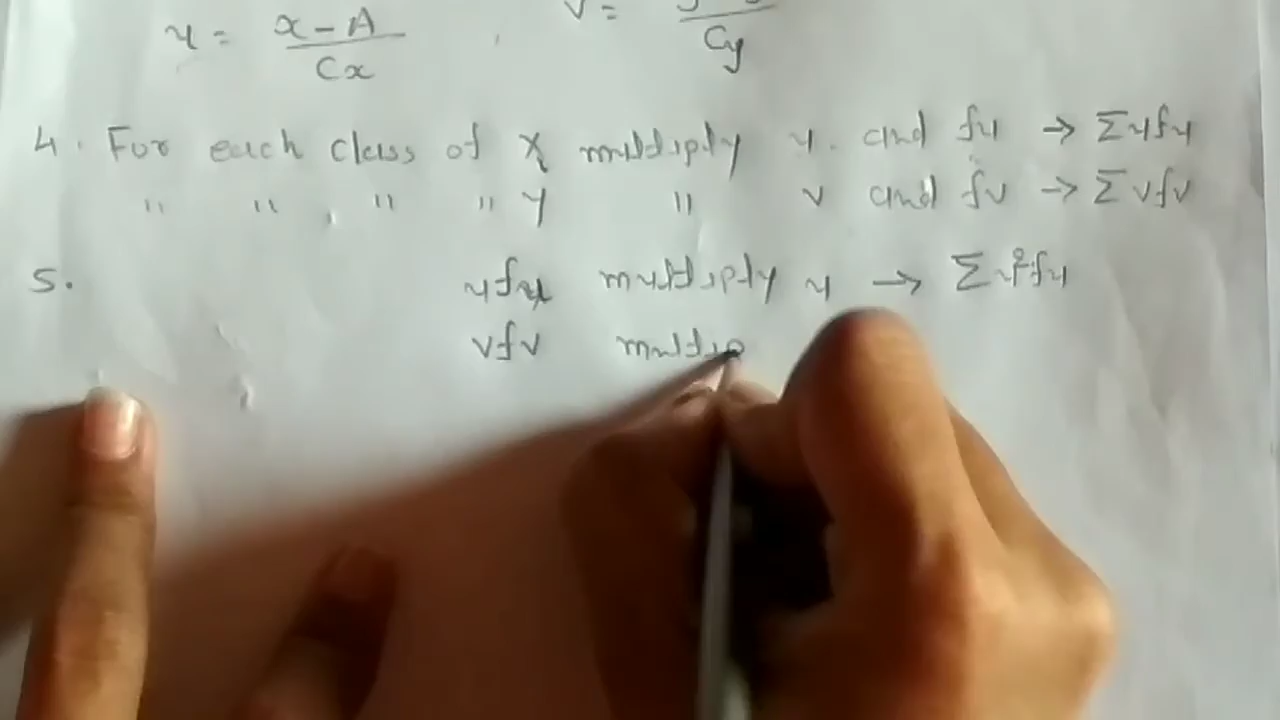 u = x-A / Cx V = / Cy
4. For each class of X multiply u. and fu → Σufu
" " " " Y " v and fv → Σvfv
5. ufu multiply u → Σu²fu
vfv multip